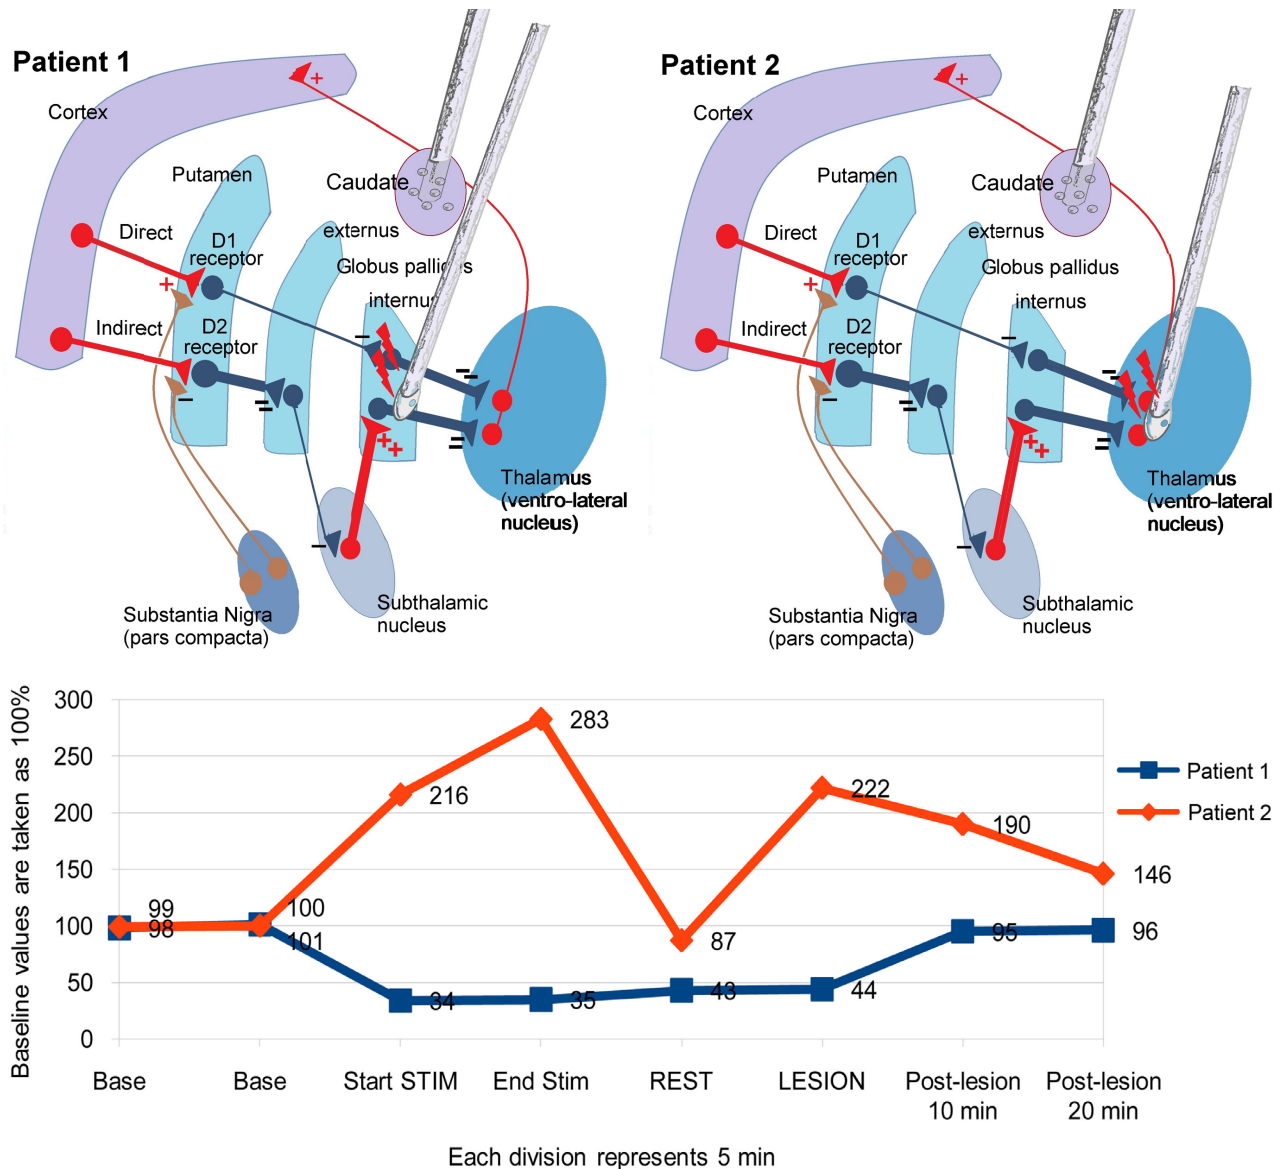 Patient 1
Cortex
Putamen
Caudate
Direct
D1
receptor
externus
Globus pallidus
internus
+
+
Indirect
D2
receptor
–
–
=
=
=
+
+
–
Thalamus
(ventro-lateral
nucleus)
Substantia Nigra
(pars compacta)
Subthalamic
nucleus
Patient 2
Cortex
Putamen
Caudate
Direct
D1
receptor
externus
Globus pallidus
internus
+
+
Indirect
D2
receptor
–
–
=
=
=
+
+
–
Thalamus
(ventro-lateral
nucleus)
Substantia Nigra
(pars compacta)
Subthalamic
nucleus
Baseline values are taken as 100%
300
250
200
150
100
50
0
99
98
100
101
216
283
87
222
190
146
34
35
43
44
95
96
Patient 1
Patient 2
Base
Base
Start STIM
End Stim
REST
LESION
Post-lesion
10 min
Post-lesion
20 min
Each division represents 5 min